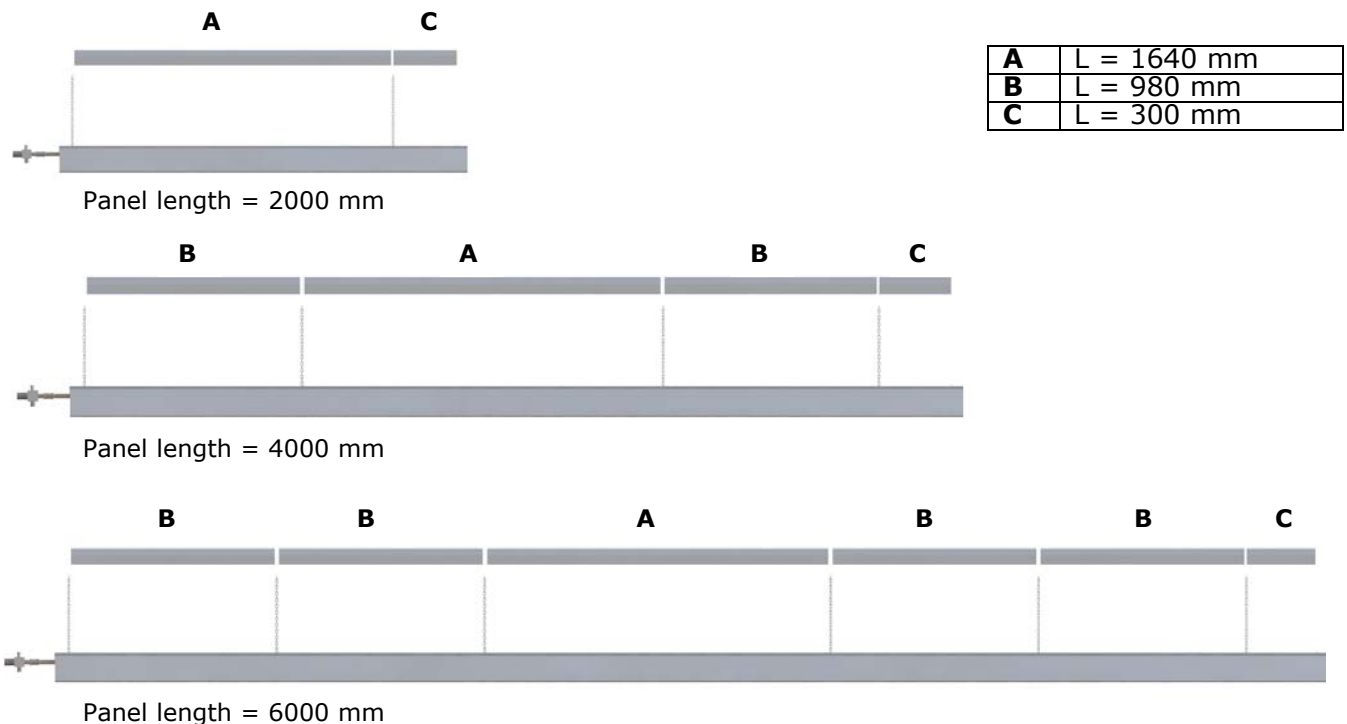 A C
A L = 1640 mm
B L = 980 mm
C L = 300 mm
Panel length = 2000 mm
B A B C
Panel length = 4000 mm
B B A B B C
Panel length = 6000 mm